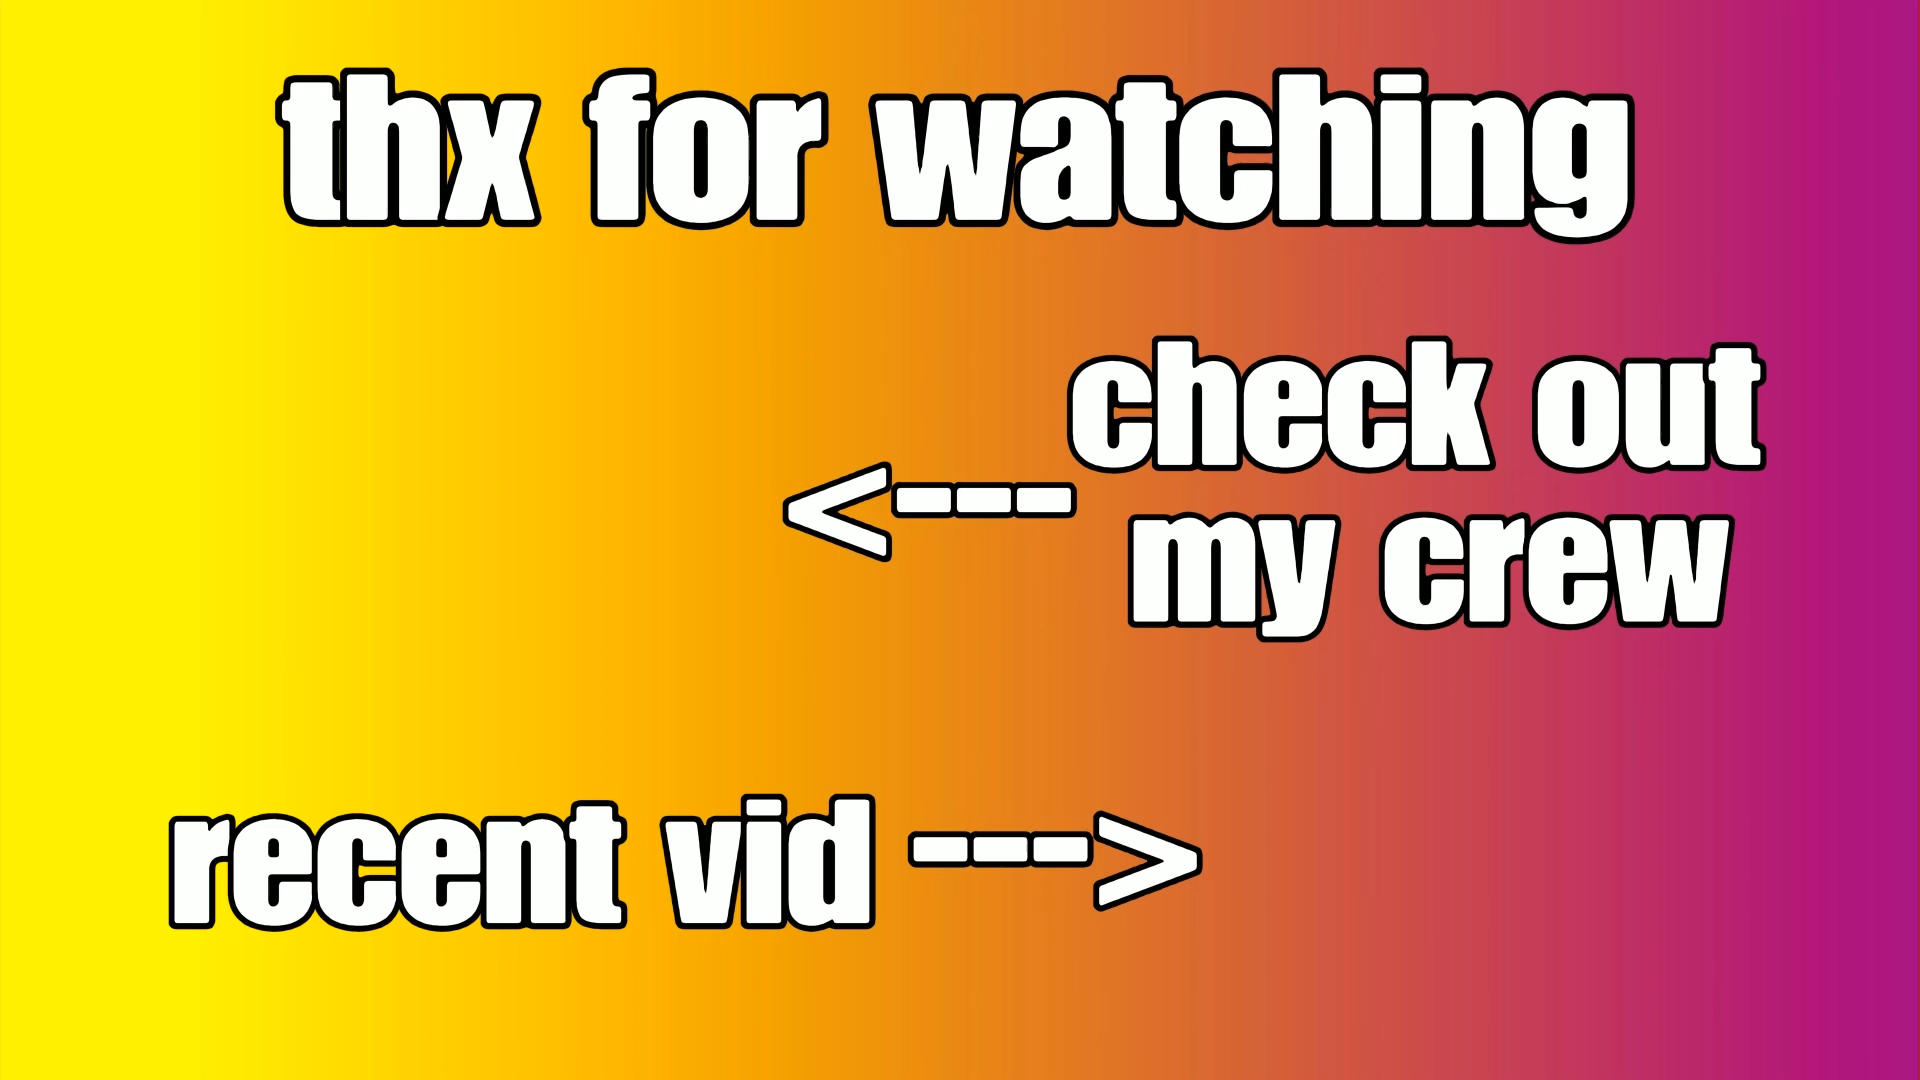 thx for watching
check out
<---
my crew
recent vid --->